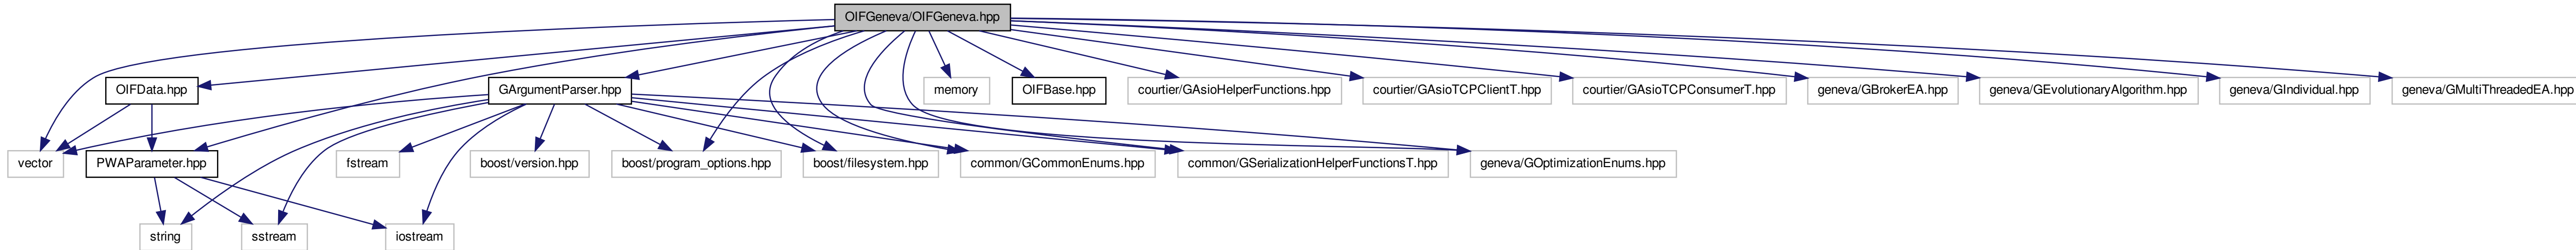 OIFGeneva/OIFGeneva.hpp
OIFData.hpp
GArgumentParser.hpp
memory
OIFBase.hpp
courtier/GAsioHelperFunctions.hpp
courtier/GAsioTCPClientT.hpp
courtier/GAsioTCPConsumerT.hpp
geneva/GBrokerEA.hpp
geneva/GEvolutionaryAlgorithm.hpp
geneva/GIndividual.hpp
geneva/GMultiThreadedEA.hpp
vector
PWAParameter.hpp
fstream
boost/version.hpp
boost/program_options.hpp
boost/filesystem.hpp
common/GCommonEnums.hpp
common/GSerializationHelperFunctionsT.hpp
geneva/GOptimizationEnums.hpp
string
sstream
iostream